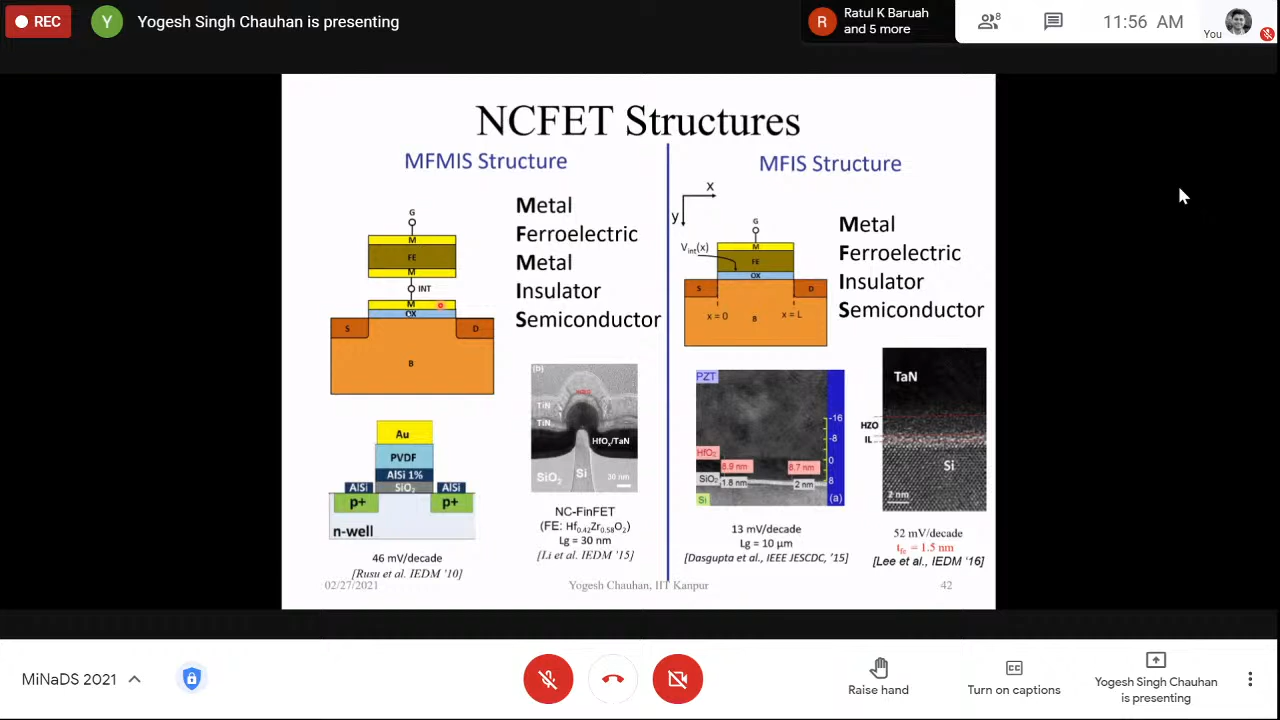 REC
Y
Yogesh Singh Chauhan is presenting
R
Ratul K Baruah
and 5 more
8
11:56 AM
You
NCFET Structures
MFMIS Structure
G
M
FE
M
INT
M
OX
S
D
B
Metal
Ferroelectric
Metal
Insulator
Semiconductor
Au
PVDF
AlSi 1%
AlSi
SiO2
AlSi
p+
p+
n-well
46 mV/decade
[Rusu et al. IEDM '10]
(b)
TiN
TiN
HfO2/TaN
SiO2
Si
30 nm
NC-FinFET
(FE: Hf0.42Zr0.58O2)
Lg = 30 nm
[Li et al. IEDM '15]
MFIS Structure
x
y
G
Vint(x)
M
FE
OX
S
D
x = 0
B
x = L
Metal
Ferroelectric
Insulator
Semiconductor
PZT
-16
-8
0
8
HfO2
8.9 nm
8.7 nm
SiO2
1.8 nm
2 nm
Si
(a)
13 mV/decade
Lg = 10 µm
[Dasgupta et al., IEEE JESCDC, '15]
TaN
HZO
IL
Si
2 nm
52 mV/decade
tfe = 1.5 nm
[Lee et al., IEDM '16]
02/27/2021
Yogesh Chauhan, IIT Kanpur
42
MiNaDS 2021
Raise hand
CC
Turn on captions
Yogesh Singh Chauhan
is presenting